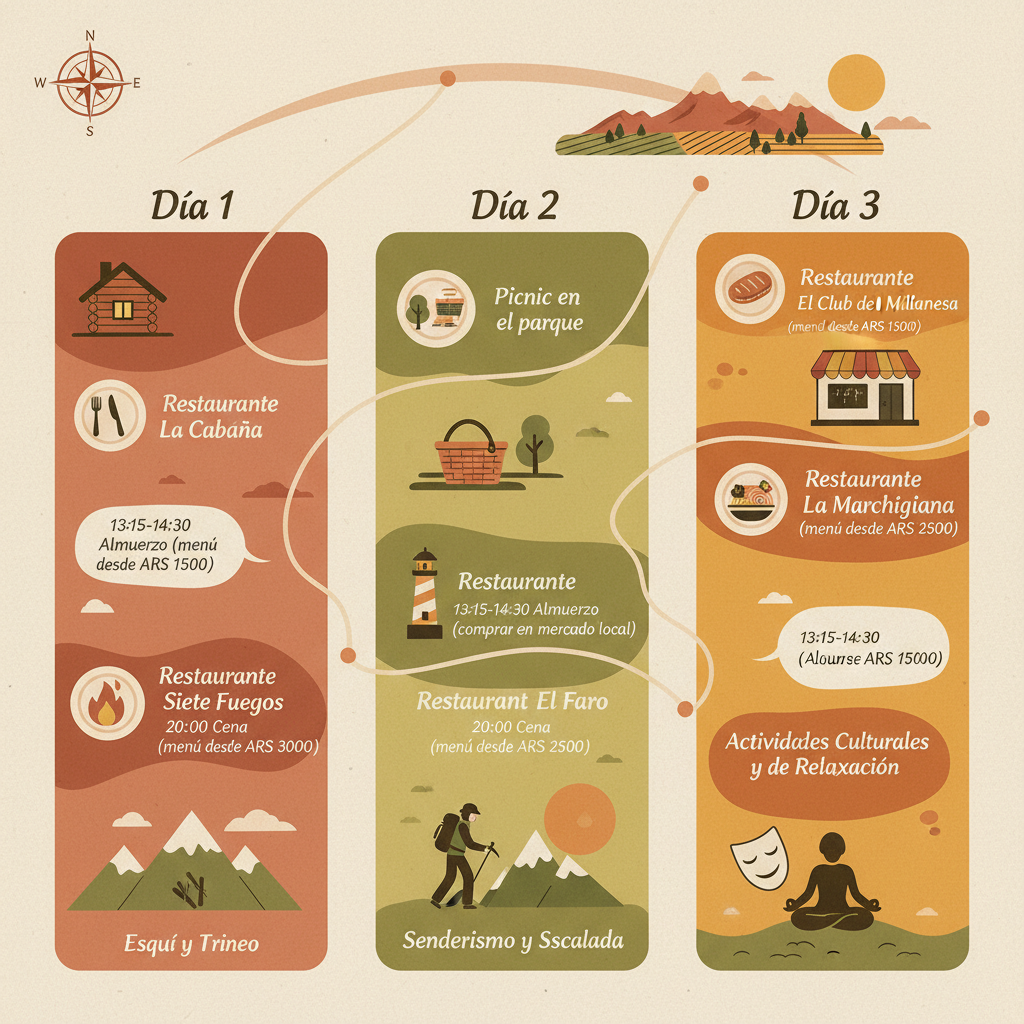 N
W E
S
Día 1
Restaurante
La Cabaña
13:15-14:30
Almuerzo (menú
desde ARS 1500)
Restaurante
Siete Fuegos
20:00 Cena
(menú desde ARS 3000)
Esquí y Trineo
Día 2
Picnic en
el parque
Restaurante
13:15-14:30 Almuerzo
(comprar en mercado local)
Restaurant El Faro
20:00 Cena
(menú desde ARS 2500)
Senderismo y Sscalada
Día 3
Restaurante
El Club de
ARS 1500)
Restaurante
La Marchigiana
(menú desde ARS 2500)
13:15-14:30
ARS 15000)
Actividades Culturales
y de Relaxación